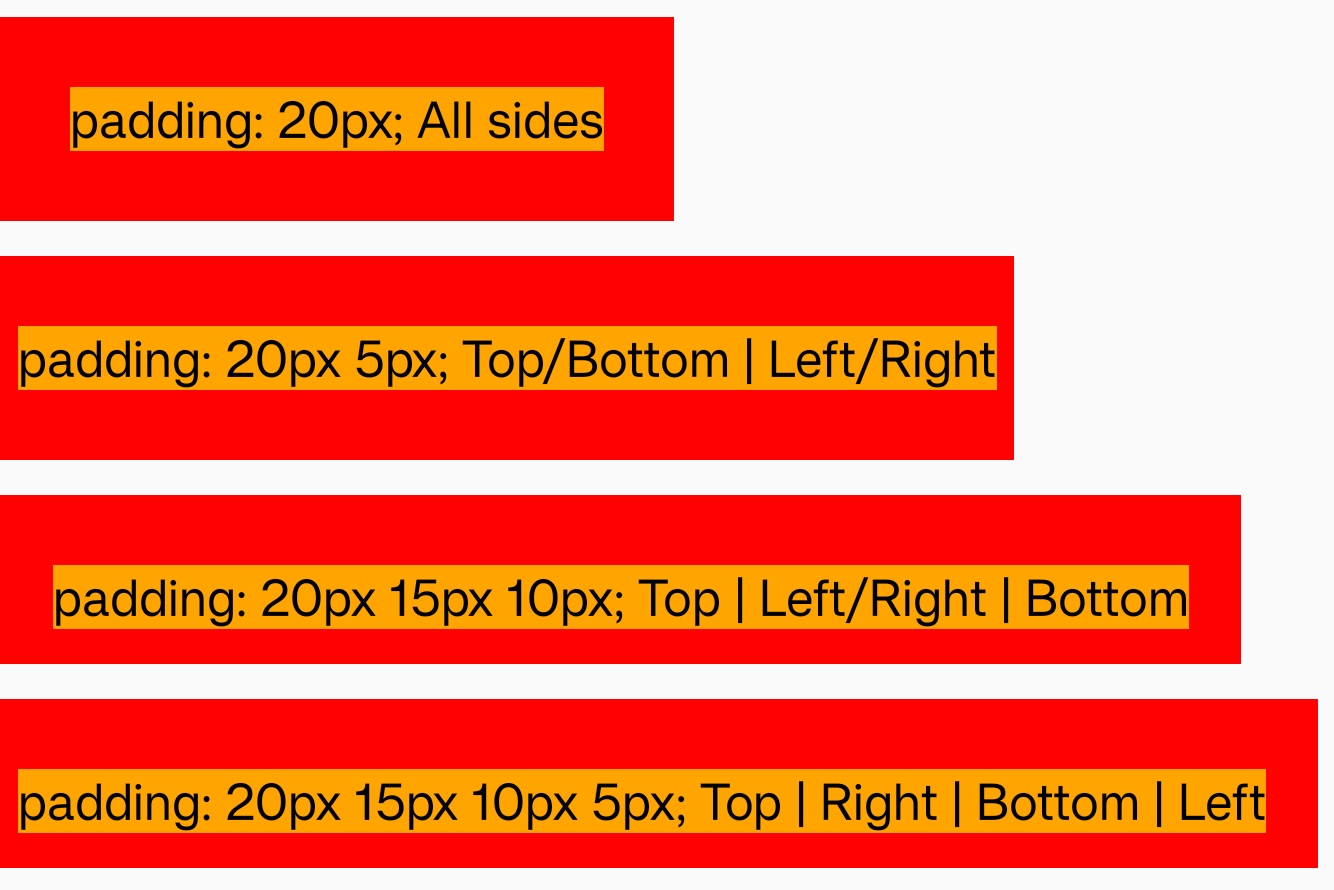 padding: 20px; All sides
padding: 20px 5px; Top/Bottom | Left/Right
padding: 20px 15px 10px; Top | Left/Right | Bottom
padding: 20px 15px 10px 5px; Top | Right | Bottom | Left